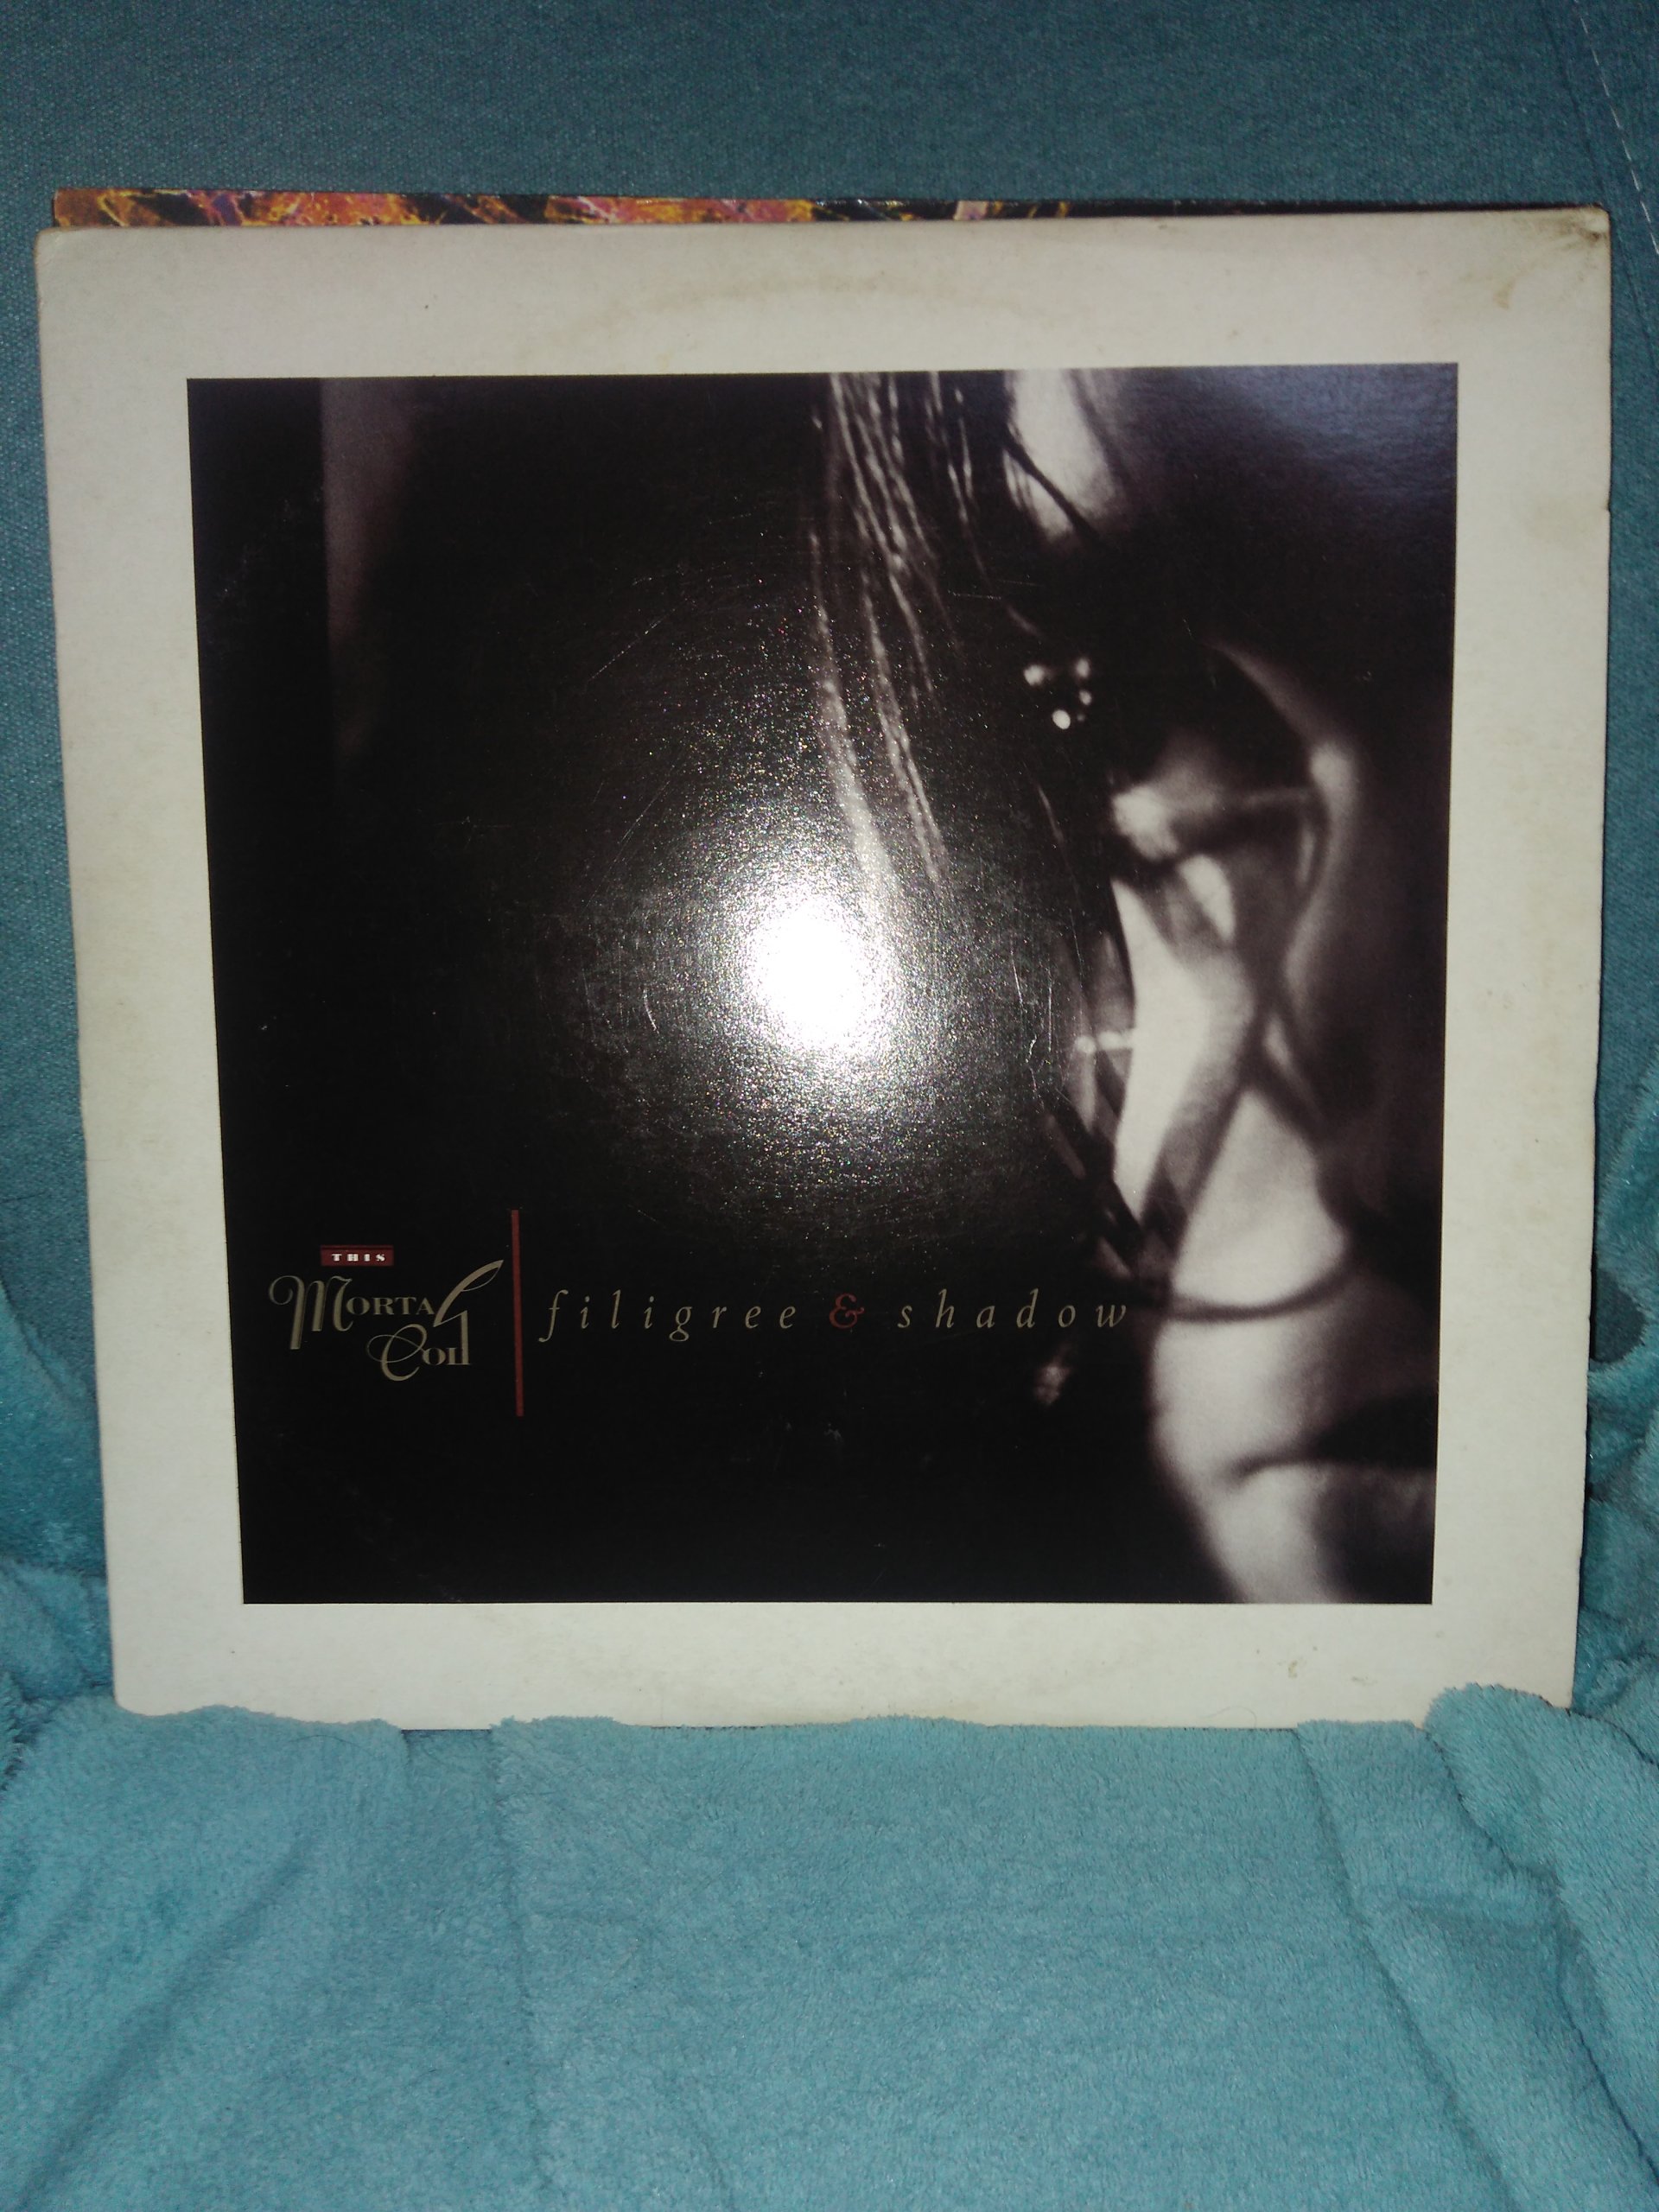 THIS
MORTAL
COIL
filigree & shadow